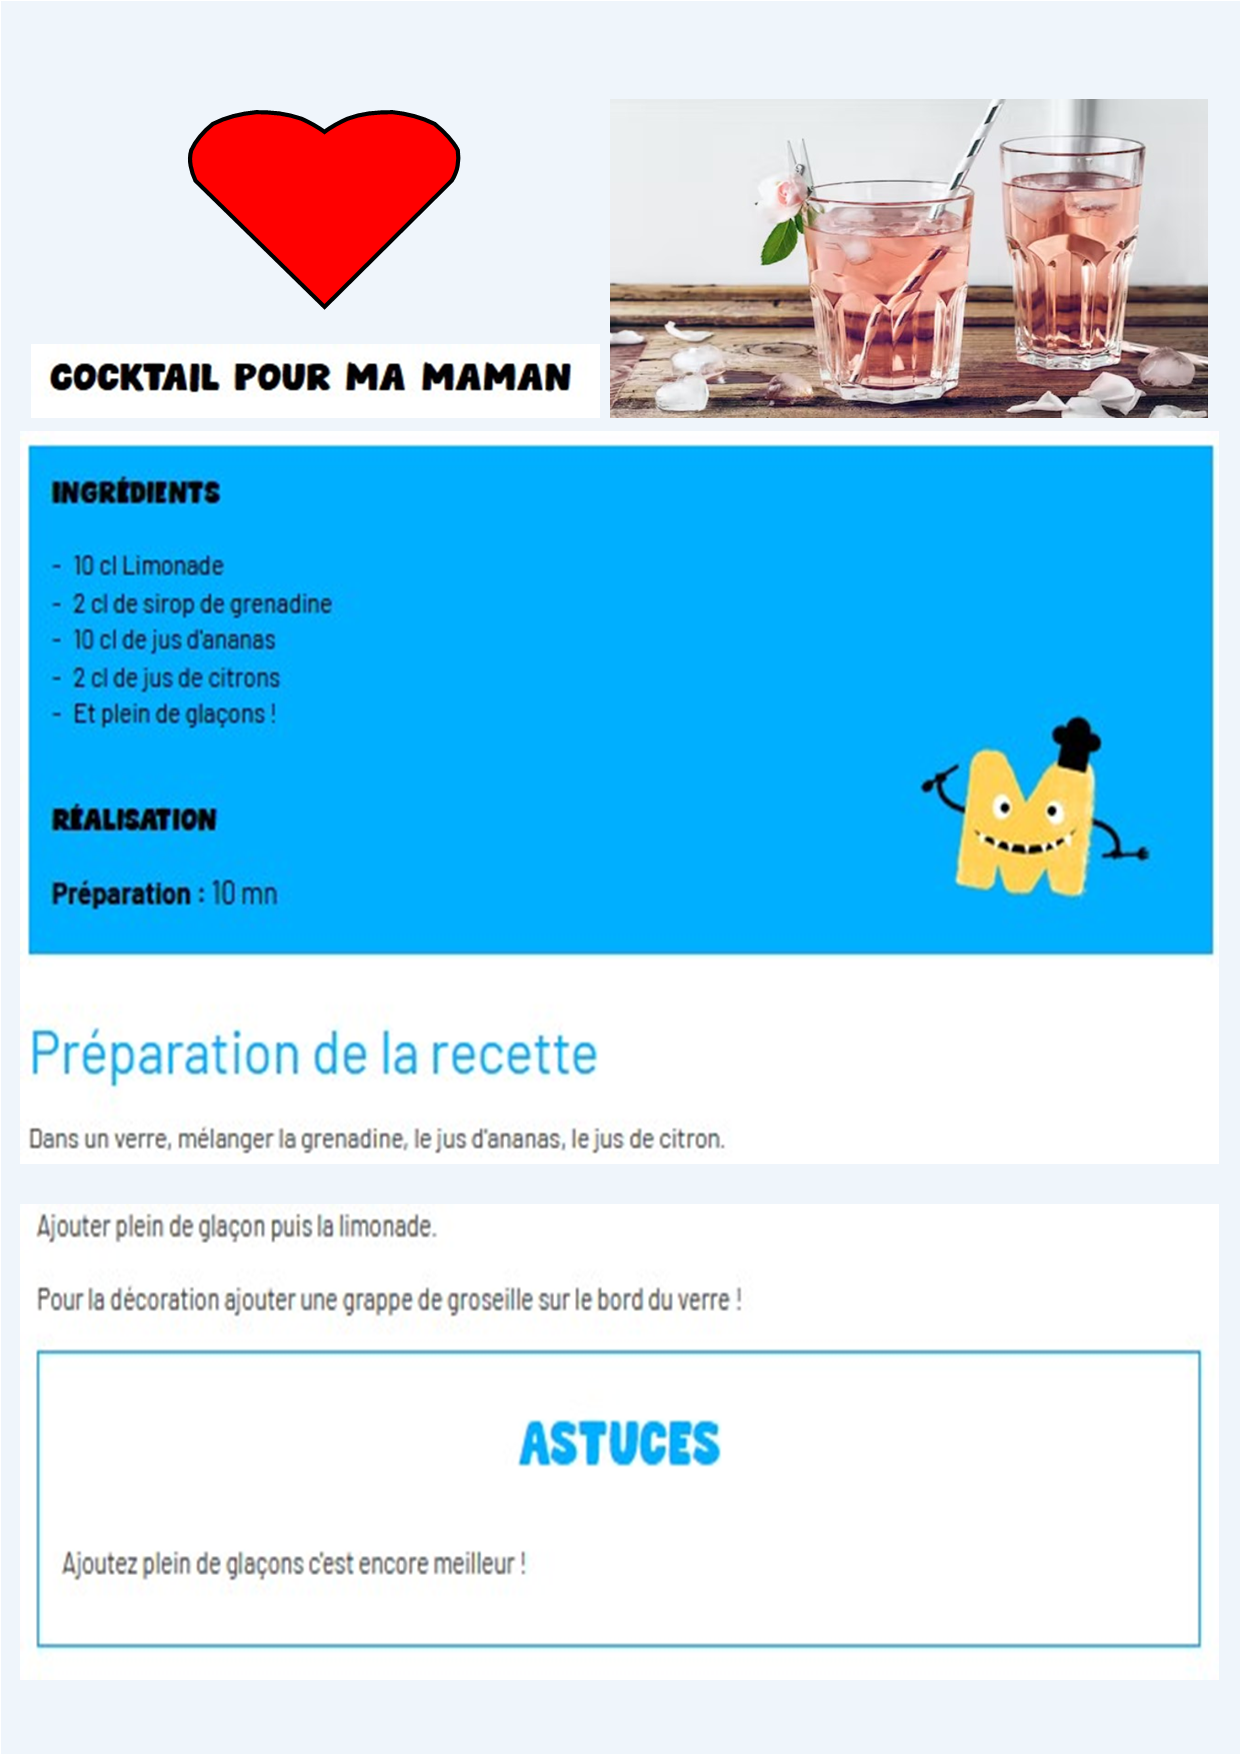 COCKTAIL POUR MA MAMAN
INGRÉDIENTS
- 10 cl Limonade
- 2 cl de sirop de grenadine
- 10 cl de jus d'ananas
- 2 cl de jus de citrons
- Et plein de glaçons !
RÉALISATION
Préparation : 10 mn
Préparation de la recette
Dans un verre, mélanger la grenadine, le jus d'ananas, le jus de citron.
Ajouter plein de glaçon puis la limonade.
Pour la décoration ajouter une grappe de groseille sur le bord du verre !
ASTUCES
Ajoutez plein de glaçons c'est encore meilleur !